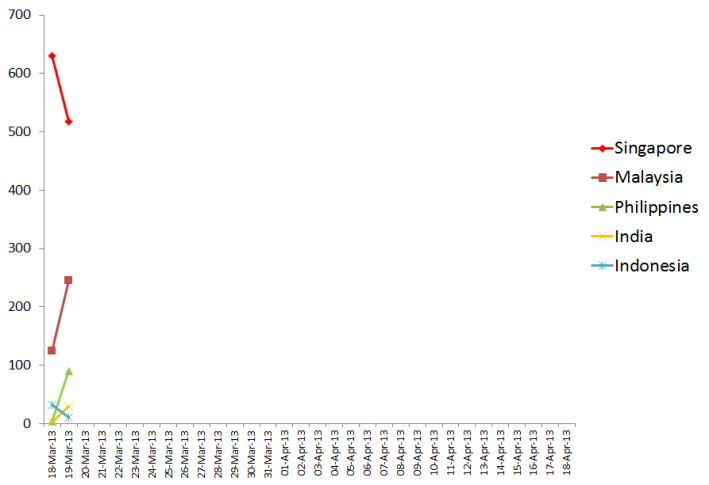 700
600
500
400
300
200
100
0
18-Mar-13
19-Mar-13
20-Mar-13
21-Mar-13
22-Mar-13
23-Mar-13
24-Mar-13
25-Mar-13
26-Mar-13
27-Mar-13
28-Mar-13
29-Mar-13
30-Mar-13
31-Mar-13
01-Apr-13
02-Apr-13
03-Apr-13
04-Apr-13
05-Apr-13
06-Apr-13
07-Apr-13
08-Apr-13
09-Apr-13
10-Apr-13
11-Apr-13
12-Apr-13
13-Apr-13
14-Apr-13
15-Apr-13
16-Apr-13
17-Apr-13
18-Apr-13
Singapore
Malaysia
Philippines
India
Indonesia